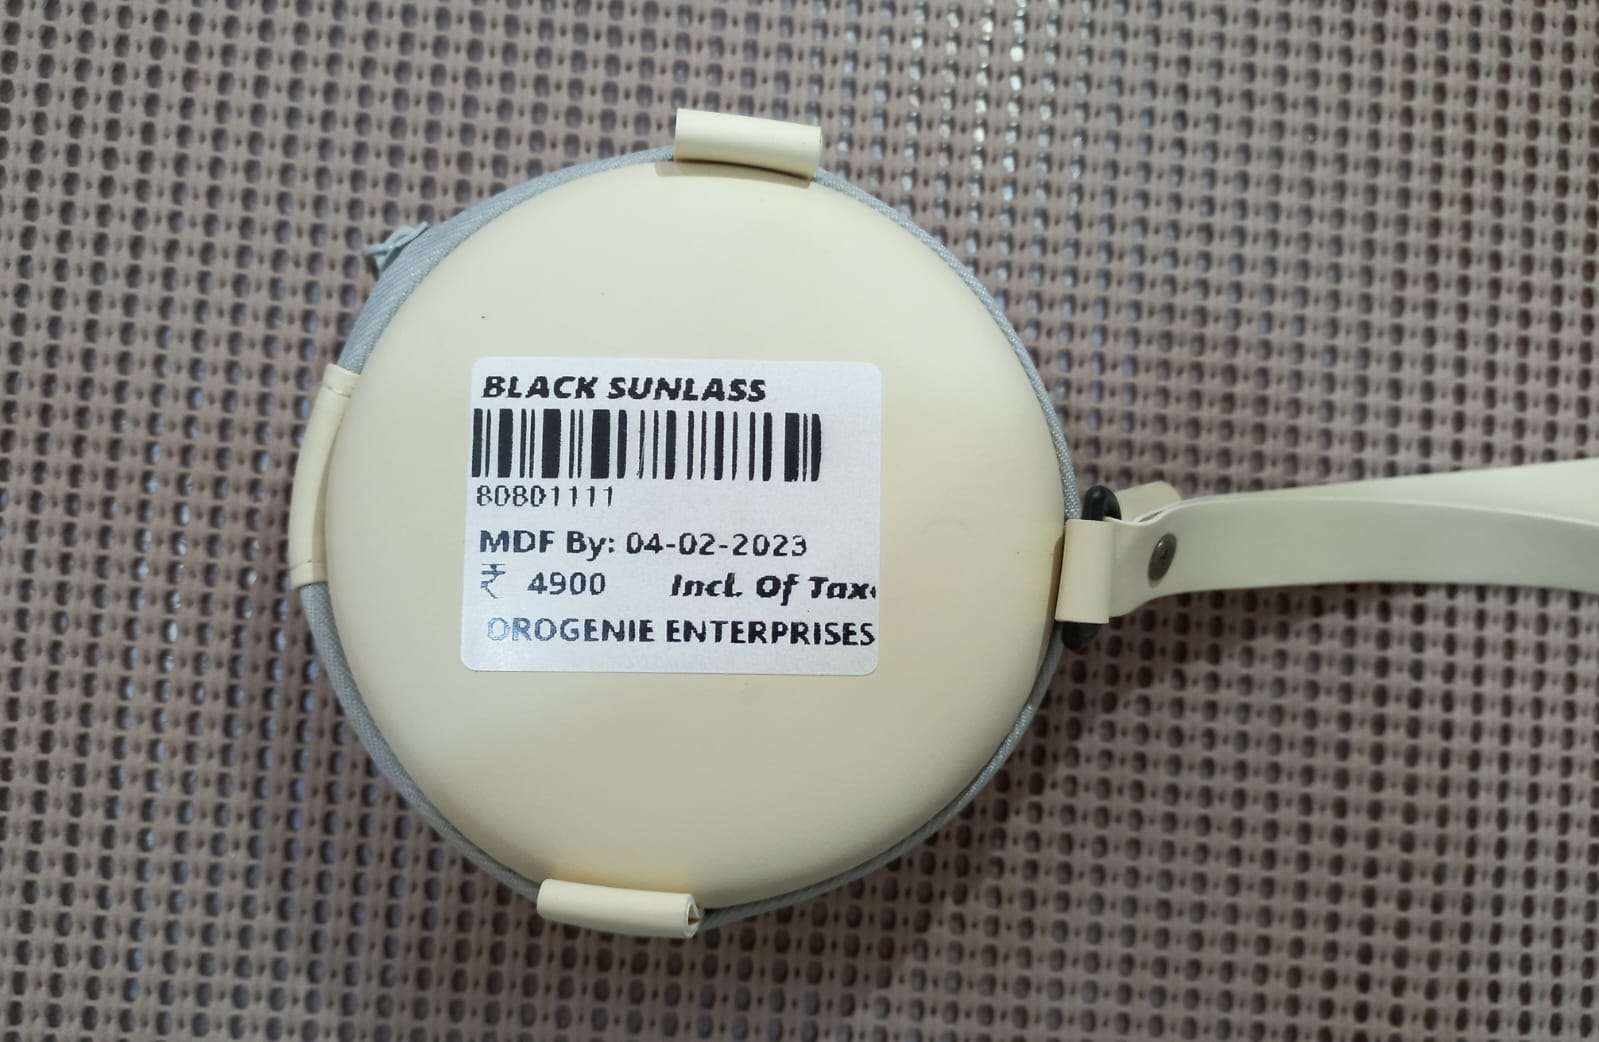 BLACK SUNLASS
80801111
MDF By: 04-02-2023
₹ 4900 Incl. Of Tax.
OROGENIE ENTERPRISES